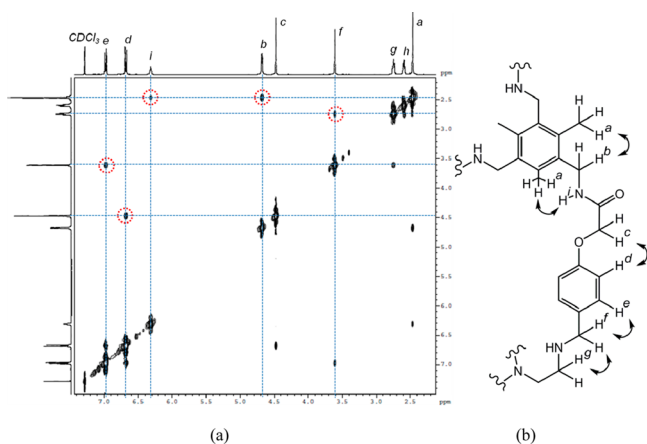 CDCl3 e d i b c f g h a
ppm
2.5
3.0
3.5
4.0
4.5
5.0
5.5
6.0
6.5
7.0
ppm
7.0 6.5 6.0 5.5 5.0 4.5 4.0 3.5 3.0 2.5 ppm
(a)
HN
H
H a
H
H
H b
N
H
a
H
H
H
H i
N
O
O
H
H c
H d
H e
H f
H
HN
H g
H
N
(b)